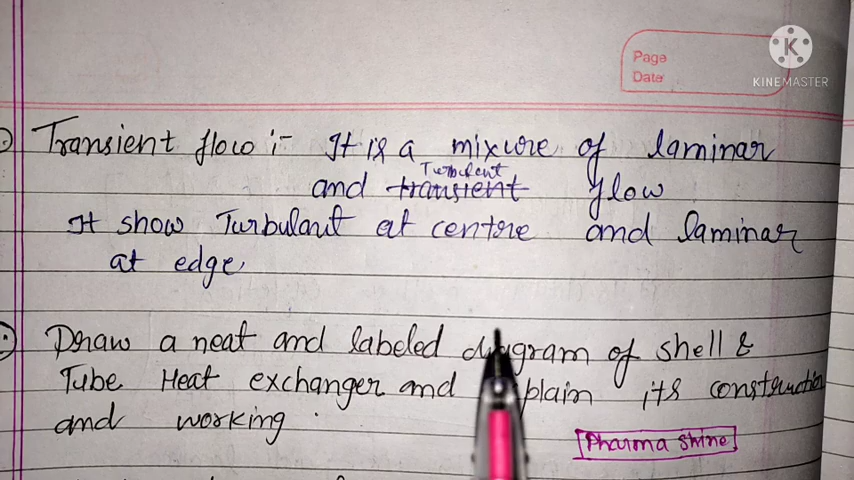 Page
Date
K
KINEMASTER
Transient flow :- It is a mixure of laminar
Turbulent
and transient flow
It show Turbulant at centre and laminar
at edge.
Draw a neat and labeled diagram of shell &
Tube Heat exchanger and its construction
and working.
Pharma Shine